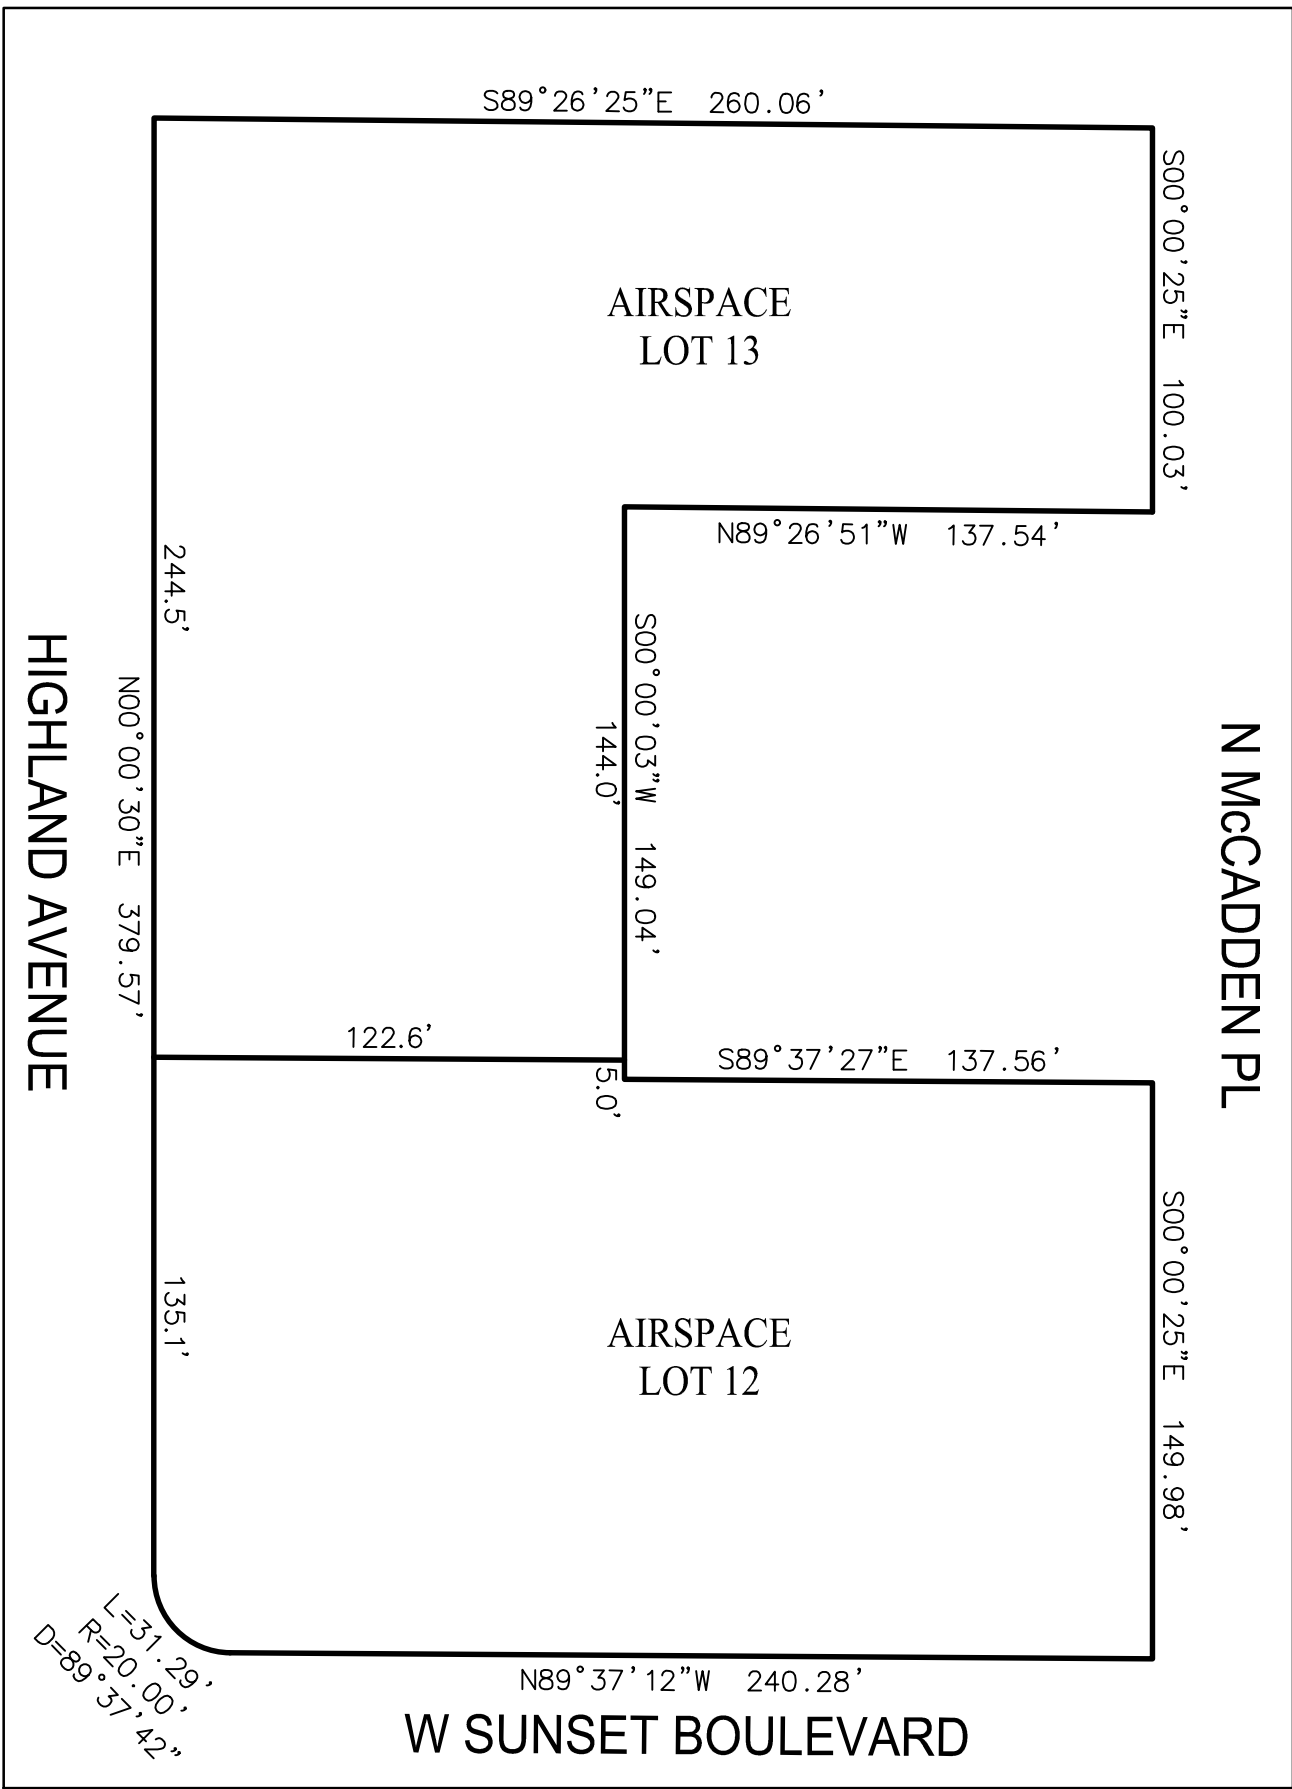 S89°26'25"E 260.06'
S00°00'25"E 100.03'
AIRSPACE
LOT 13
N89°26'51"W 137.54'
S00°00'03"W 149.04'
144.0'
244.5'
N00°00'30"E 379.57'
HIGHLAND AVENUE
N McCADDEN PL
122.6'
5.0'
S89°37'27"E 137.56'
S00°00'25"E 149.98'
AIRSPACE
LOT 12
135.1'
L=31.29'
R=20.00'
D=89°37'42"
N89°37'12"W 240.28'
W SUNSET BOULEVARD